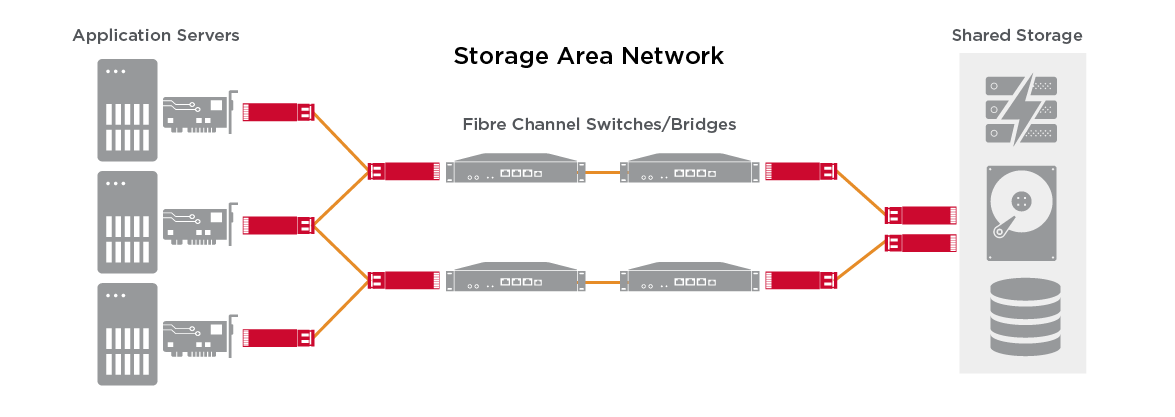 Application Servers
Storage Area Network
Shared Storage
Fibre Channel Switches/Bridges